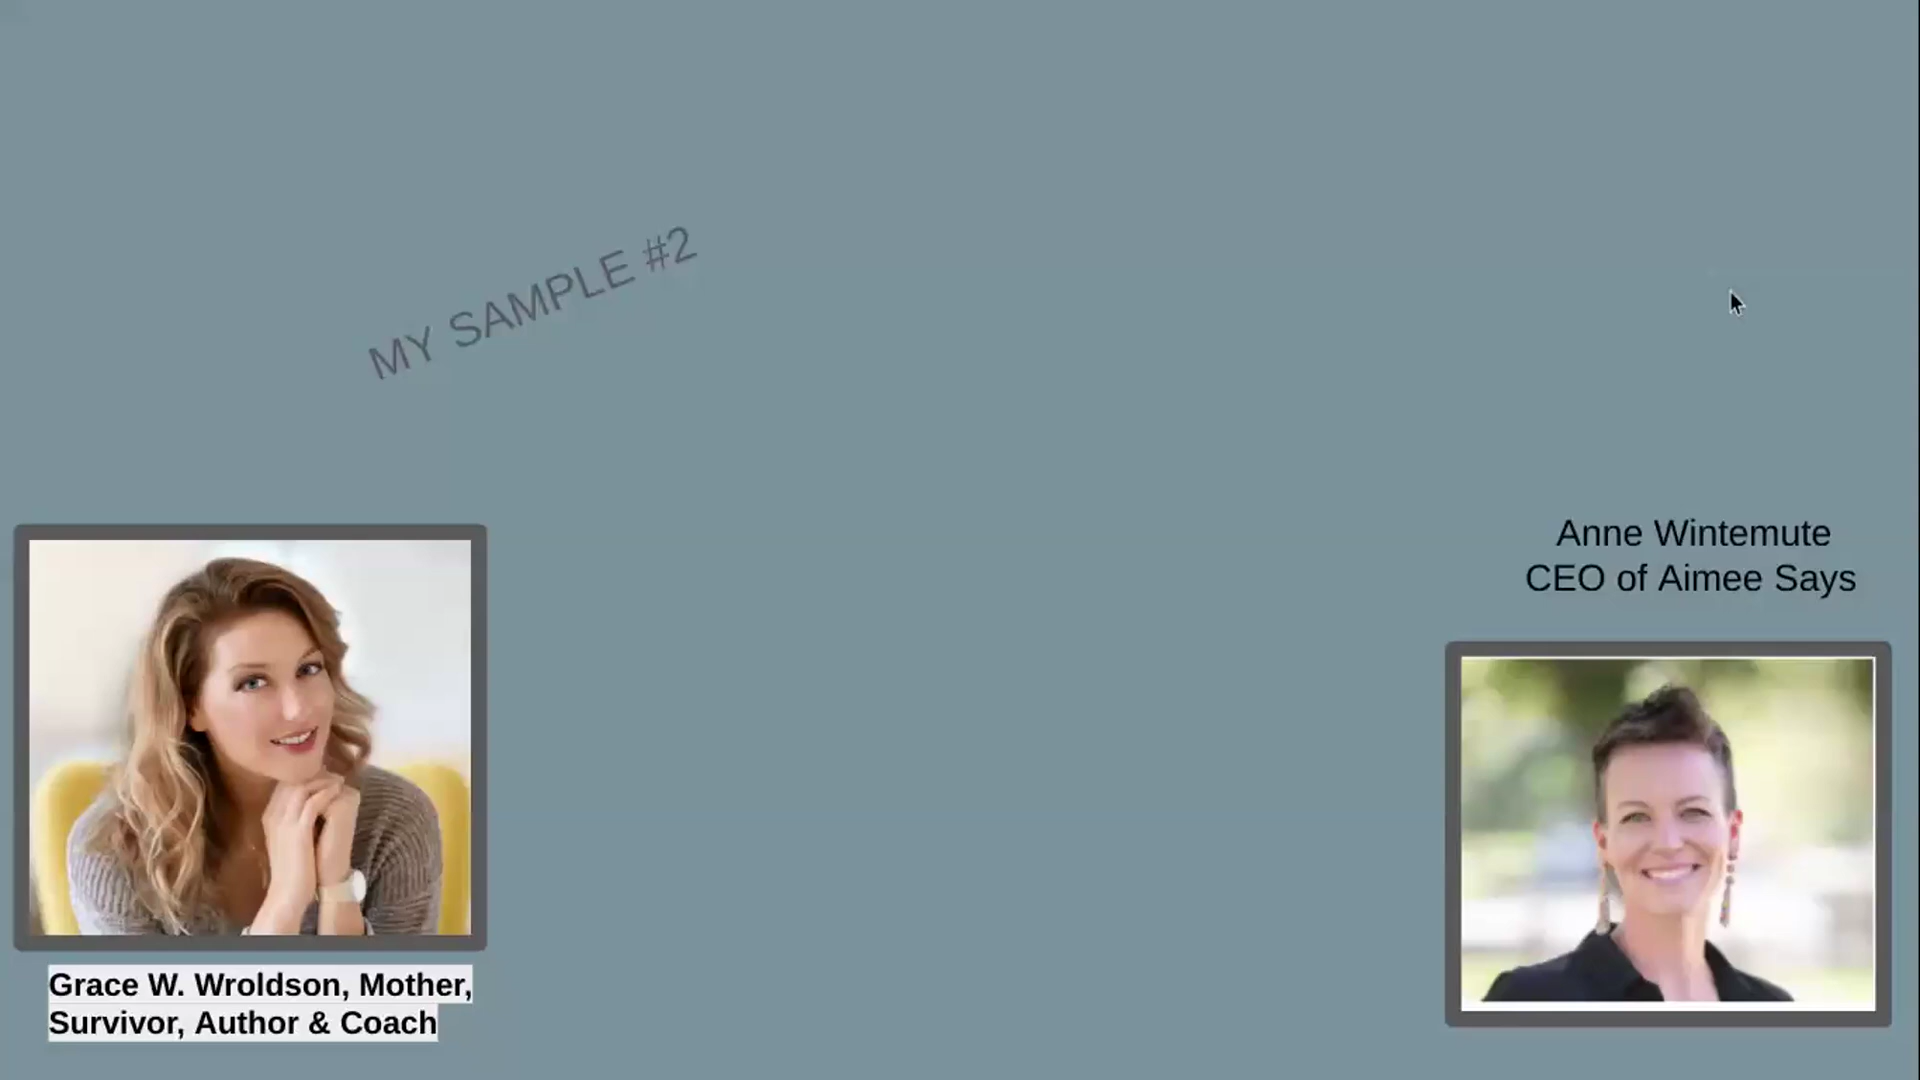 MY SAMPLE #2
Anne Wintemute
CEO of Aimee Says
Grace W. Wroldson, Mother,
Survivor, Author & Coach